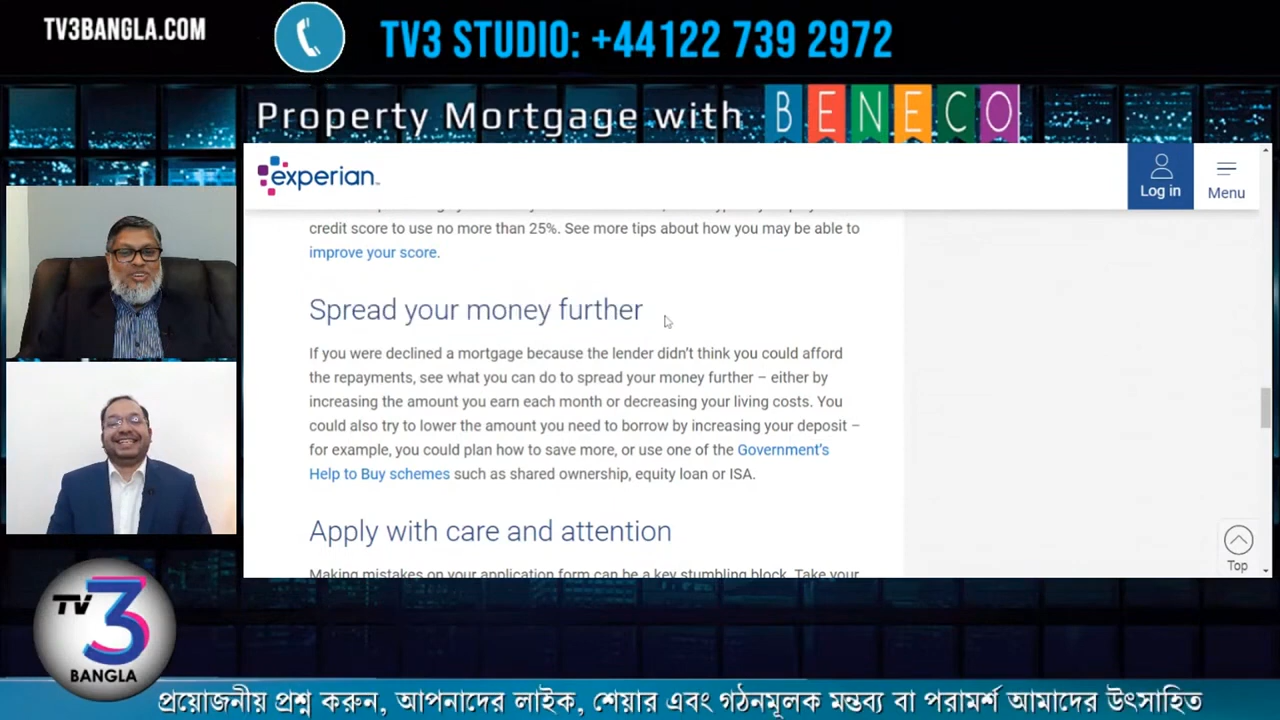 TV3BANGLA.COM
TV3 STUDIO: +44122 739 2972
Property Mortgage with BENECO
experian
Log in
Menu
credit score to use no more than 25%. See more tips about how you may be able to
improve your score.
Spread your money further
If you were declined a mortgage because the lender didn't think you could afford
the repayments, see what you can do to spread your money further – either by
increasing the amount you earn each month or decreasing your living costs. You
could also try to lower the amount you need to borrow by increasing your deposit –
for example, you could plan how to save more, or use one of the Government's
Help to Buy schemes such as shared ownership, equity loan or ISA.
Apply with care and attention
Making mistakes on your application form can be a key stumbling block. Take your
Top
TV3
BANGLA
প্রয়োজনীয় প্রশ্ন করুন, আপনাদের লাইক, শেয়ার এবং গঠনমূলক মন্তব্য বা পরামর্শ আমাদের উৎসাহিত